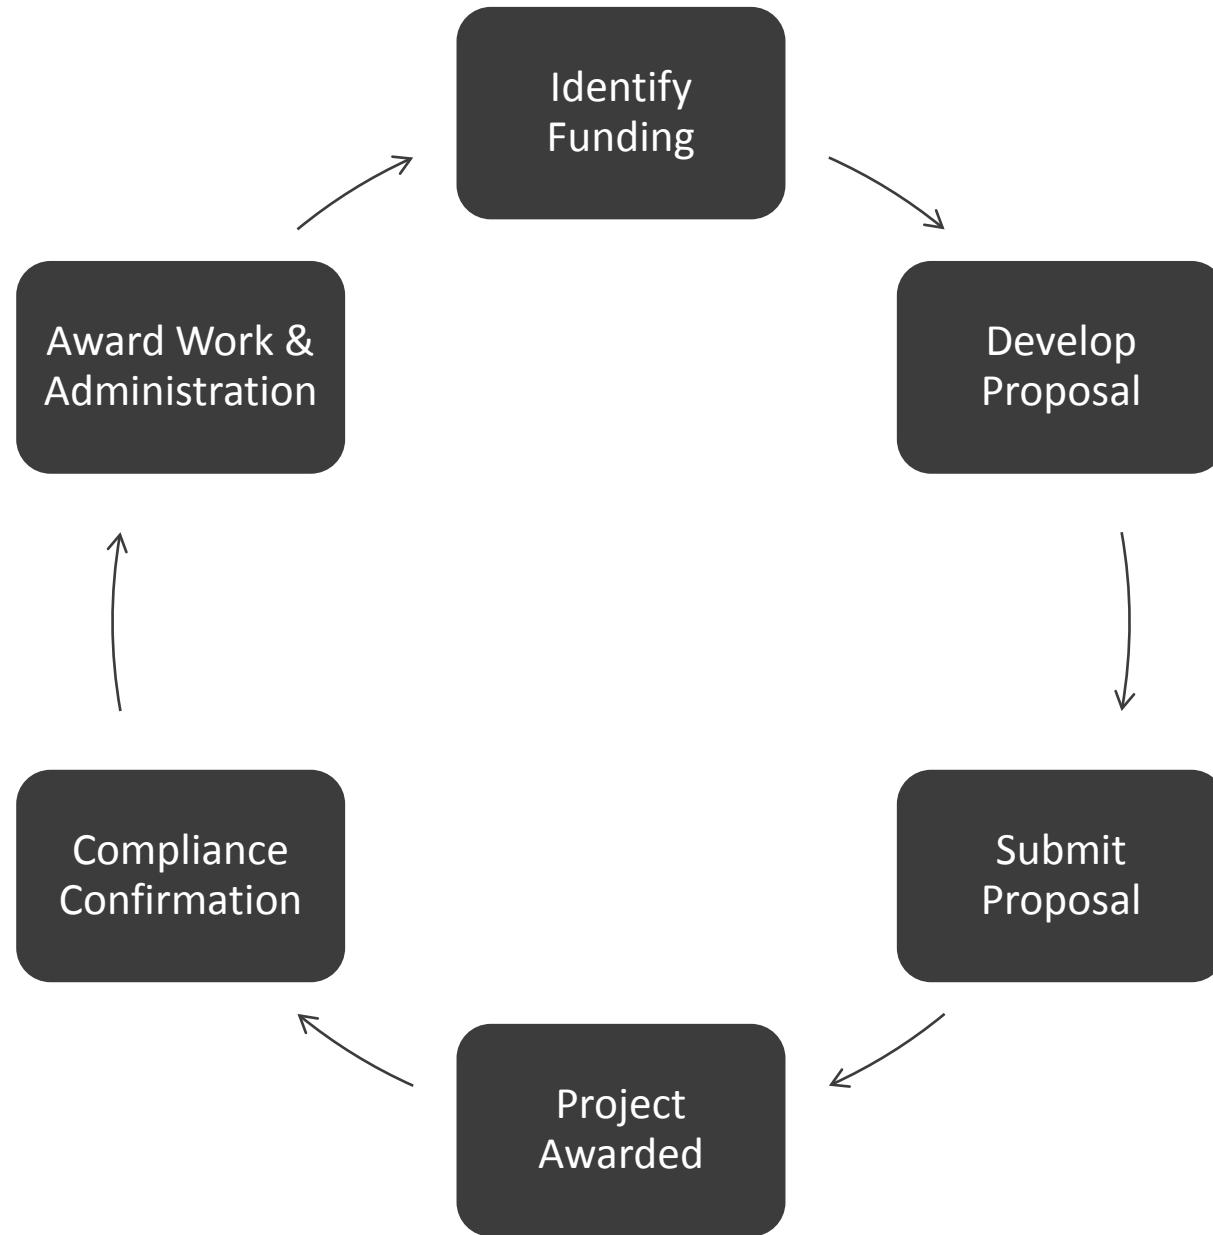 Identify
Funding
Develop
Proposal
Submit
Proposal
Project
Awarded
Compliance
Confirmation
Award Work &
Administration